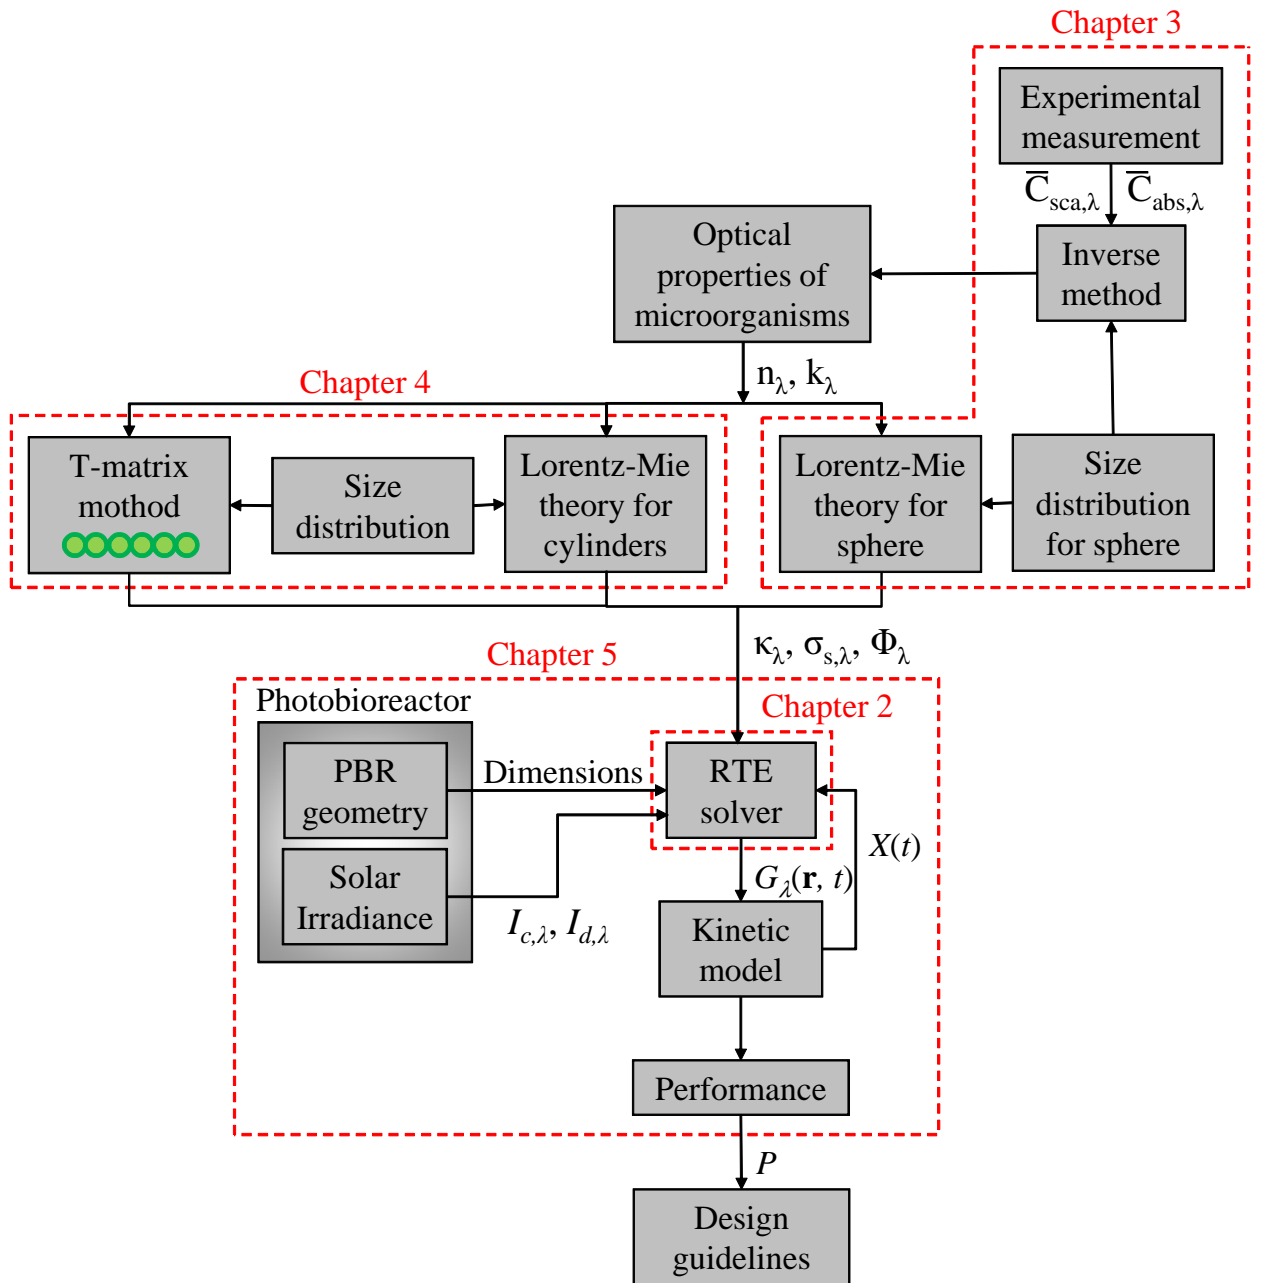 Chapter 3
Experimental
measurement
C̅sca,λ C̅abs,λ
Optical
properties of
microorganisms
Inverse
method
nλ, kλ
Chapter 4
T-matrix
mothod
Size
distribution
Lorentz-Mie
theory for
cylinders
Lorentz-Mie
theory for
sphere
Size
distribution
for sphere
κλ, σs,λ, Φλ
Chapter 5
Photobioreactor
Chapter 2
PBR
geometry
Dimensions
RTE
solver
Solar
Irradiance
Ic,λ, Id,λ
X(t)
Gλ(r, t)
Kinetic
model
Performance
P
Design
guidelines